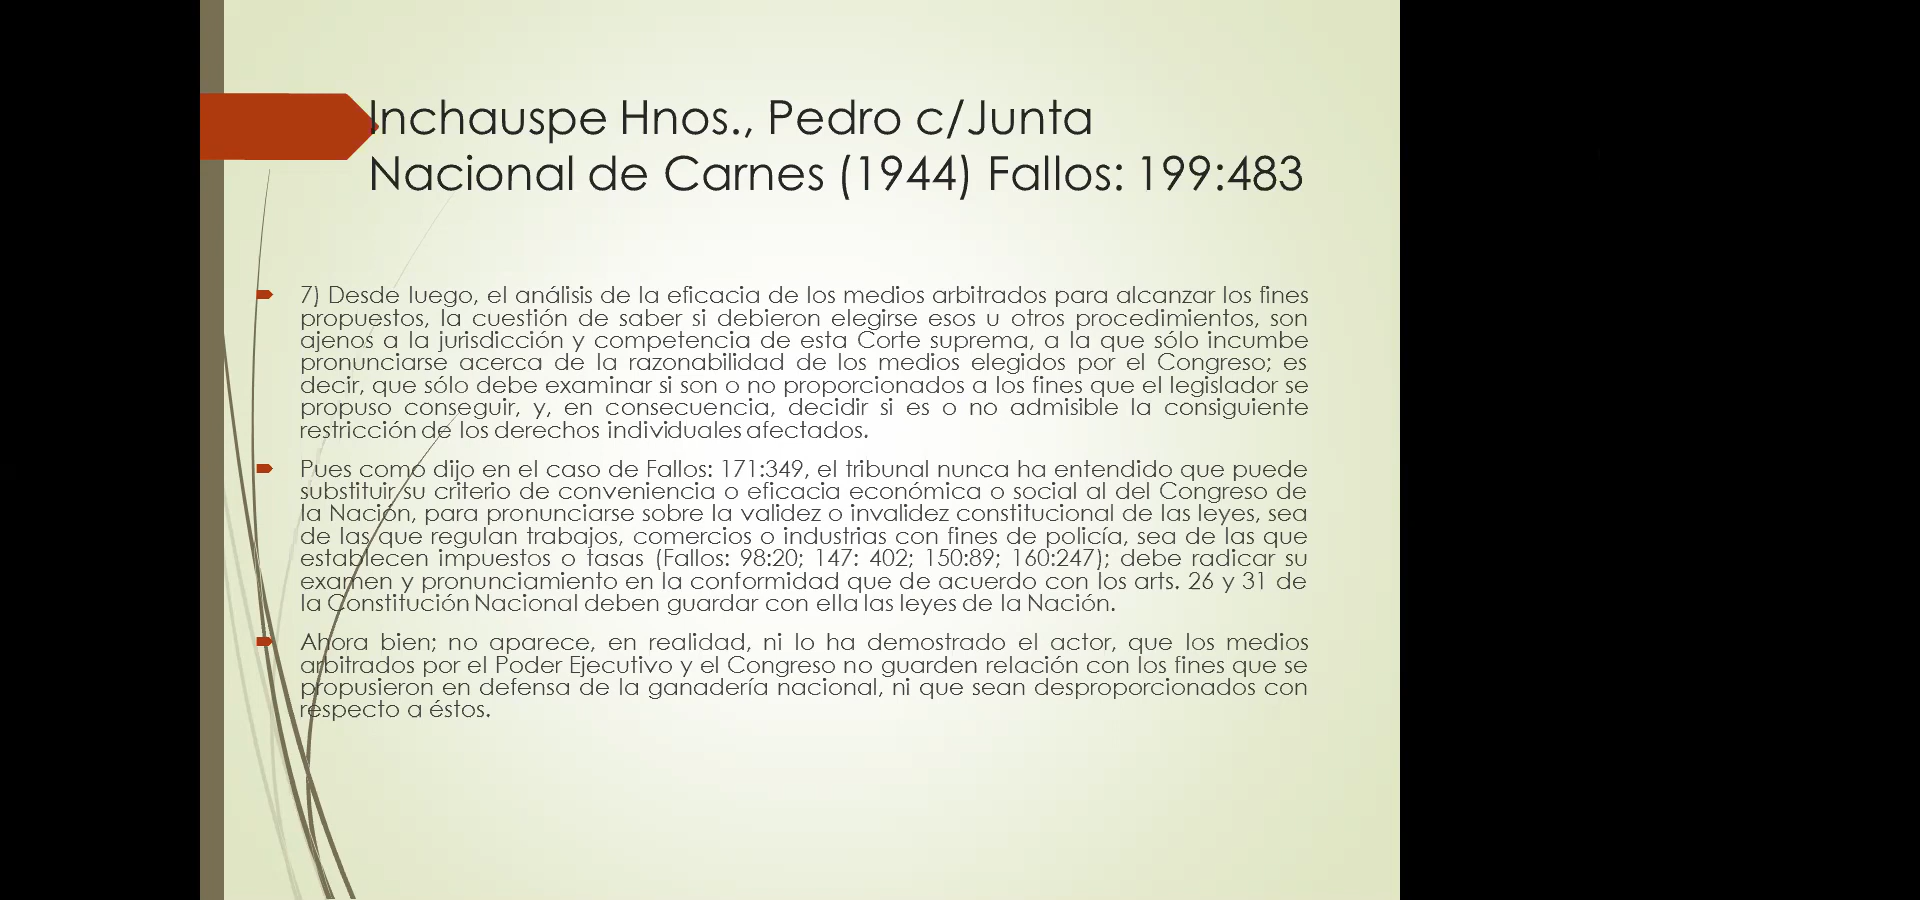 Inchauspe Hnos., Pedro c/Junta
Nacional de Carnes (1944) Fallos: 199:483
7) Desde luego, el análisis de la eficacia de los medios arbitrados para alcanzar los fines
propuestos, la cuestión de saber si debieron elegirse esos u otros procedimientos, son
ajenos a la jurisdicción y competencia de esta Corte suprema, a la que sólo incumbe
pronunciarse acerca de la razonabilidad de los medios elegidos por el Congreso; es
decir, que sólo debe examinar si son o no proporcionados a los fines que el legislador se
propuso conseguir, y, en consecuencia, decidir si es o no admisible la consiguiente
restricción de los derechos individuales afectados.
Pues como dijo en el caso de Fallos: 171:349, el tribunal nunca ha entendido que puede
substituir su criterio de conveniencia o eficacia económica o social al del Congreso de
la Nación, para pronunciarse sobre la validez o invalidez constitucional de las leyes, sea
de las que regulan trabajos, comercios o industrias con fines de policía, sea de las que
establecen impuestos o tasas (Fallos: 98:20; 147: 402; 150:89; 160:247); debe radicar su
examen y pronunciamiento en la conformidad que de acuerdo con los arts. 26 y 31 de
la Constitución Nacional deben guardar con ella las leyes de la Nación.
Ahora bien; no aparece, en realidad, ni lo ha demostrado el actor, que los medios
arbitrados por el Poder Ejecutivo y el Congreso no guarden relación con los fines que se
propusieron en defensa de la ganadería nacional, ni que sean desproporcionados con
respecto a éstos.